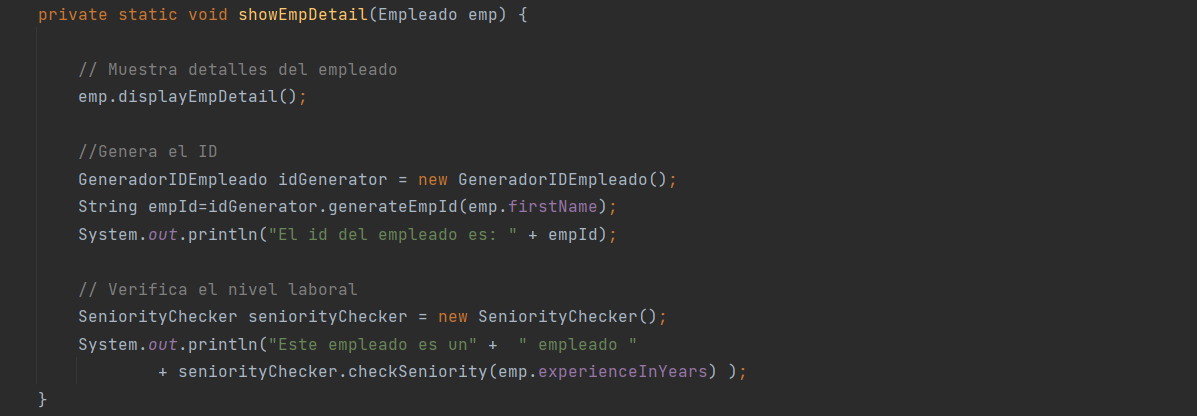 private static void showEmpDetail(Empleado emp) {
// Muestra detalles del empleado
emp.displayEmpDetail();
//Genera el ID
GeneradorIDEmpleado idGenerator = new GeneradorIDEmpleado();
String empId=idGenerator.generateEmpId(emp.firstName);
System.out.println("El id del empleado es: " + empId);
// Verifica el nivel laboral
SeniorityChecker seniorityChecker = new SeniorityChecker();
System.out.println("Este empleado es un" +  " empleado "
+ seniorityChecker.checkSeniority(emp.experienceInYears) );
}